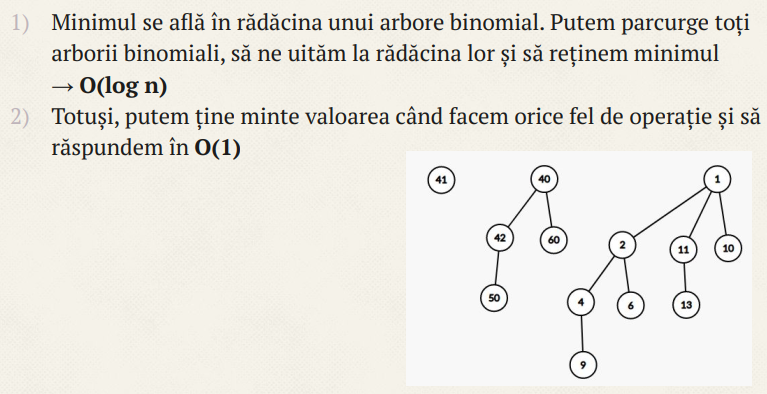 1) Minimul se află în rădăcina unui arbore binomial. Putem parcurge toți
arborii binomiali, să ne uităm la rădăcina lor și să reținem minimul
→ O(log n)
2) Totuși, putem ține minte valoarea când facem orice fel de operație și să
răspundem în O(1)
41 40 1
42 60 2 11 10
50 4 6 13
9